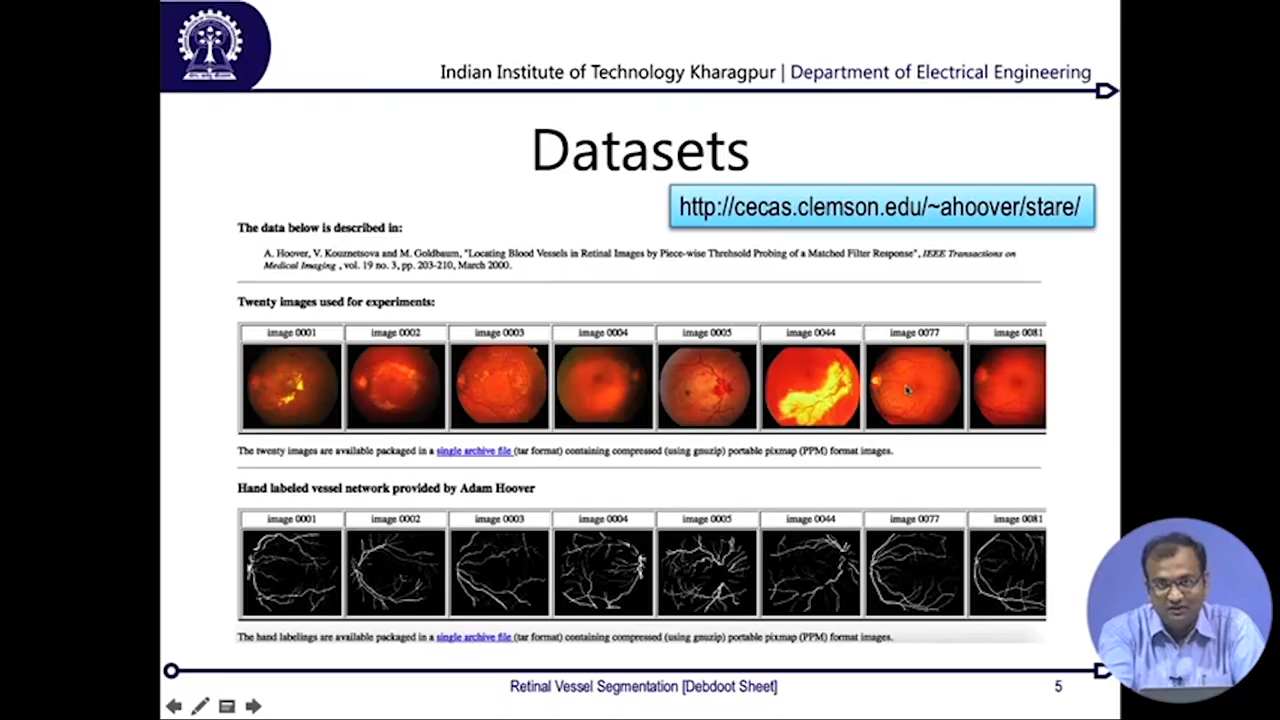 Indian Institute of Technology Kharagpur | Department of Electrical Engineering
Datasets
http://cecas.clemson.edu/~ahoover/stare/
The data below is described in:
A. Hoover, V. Kouznetsova and M. Goldbaum, "Locating Blood Vessels in Retinal Images by Piece-wise Threhsold Probing of a Matched Filter Response", IEEE Transactions on
Medical Imaging , vol. 19 no. 3, pp. 203-210, March 2000.
Twenty images used for experiments:
image 0001 image 0002 image 0003 image 0004 image 0005 image 0044 image 0077 image 0081
The twenty images are available packaged in a single archive file (tar format) containing compressed (using gnuzip) portable pixmap (PPM) format images.
Hand labeled vessel network provided by Adam Hoover
image 0001 image 0002 image 0003 image 0004 image 0005 image 0044 image 0077 image 0081
The hand labelings are available packaged in a single archive file (tar format) containing compressed (using gnuzip) portable pixmap (PPM) format images.
Retinal Vessel Segmentation [Debdoot Sheet]
5